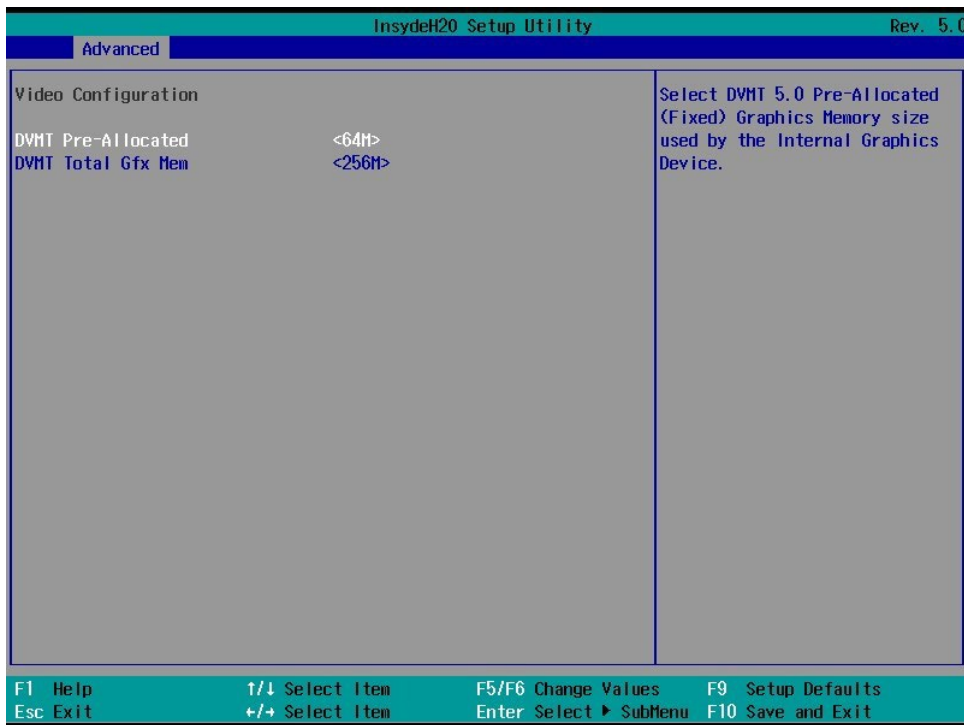 InsydeH20 Setup Utility Rev. 5.0
Advanced
Video Configuration
DVMT Pre-Allocated <64M>
DVMT Total Gfx Mem <256M>
Select DVMT 5.0 Pre-Allocated
(Fixed) Graphics Memory size
used by the Internal Graphics
Device.
F1 Help ↑/↓ Select Item F5/F6 Change Values F9 Setup Defaults
Esc Exit ←/→ Select Item Enter Select ▶ SubMenu F10 Save and Exit